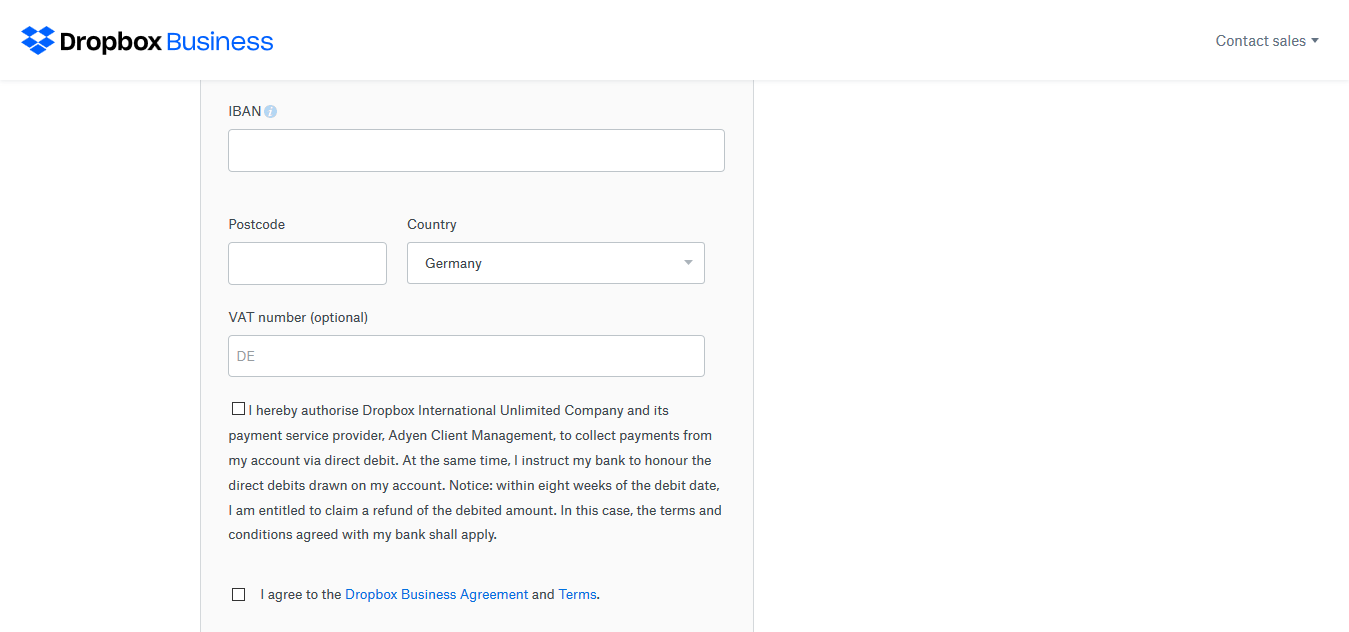 Dropbox Business
Contact sales
IBAN
Postcode
Country
Germany
VAT number (optional)
DE
I hereby authorise Dropbox International Unlimited Company and its
payment service provider, Adyen Client Management, to collect payments from
my account via direct debit. At the same time, I instruct my bank to honour the
direct debits drawn on my account. Notice: within eight weeks of the debit date,
I am entitled to claim a refund of the debited amount. In this case, the terms and
conditions agreed with my bank shall apply.
I agree to the Dropbox Business Agreement and Terms.